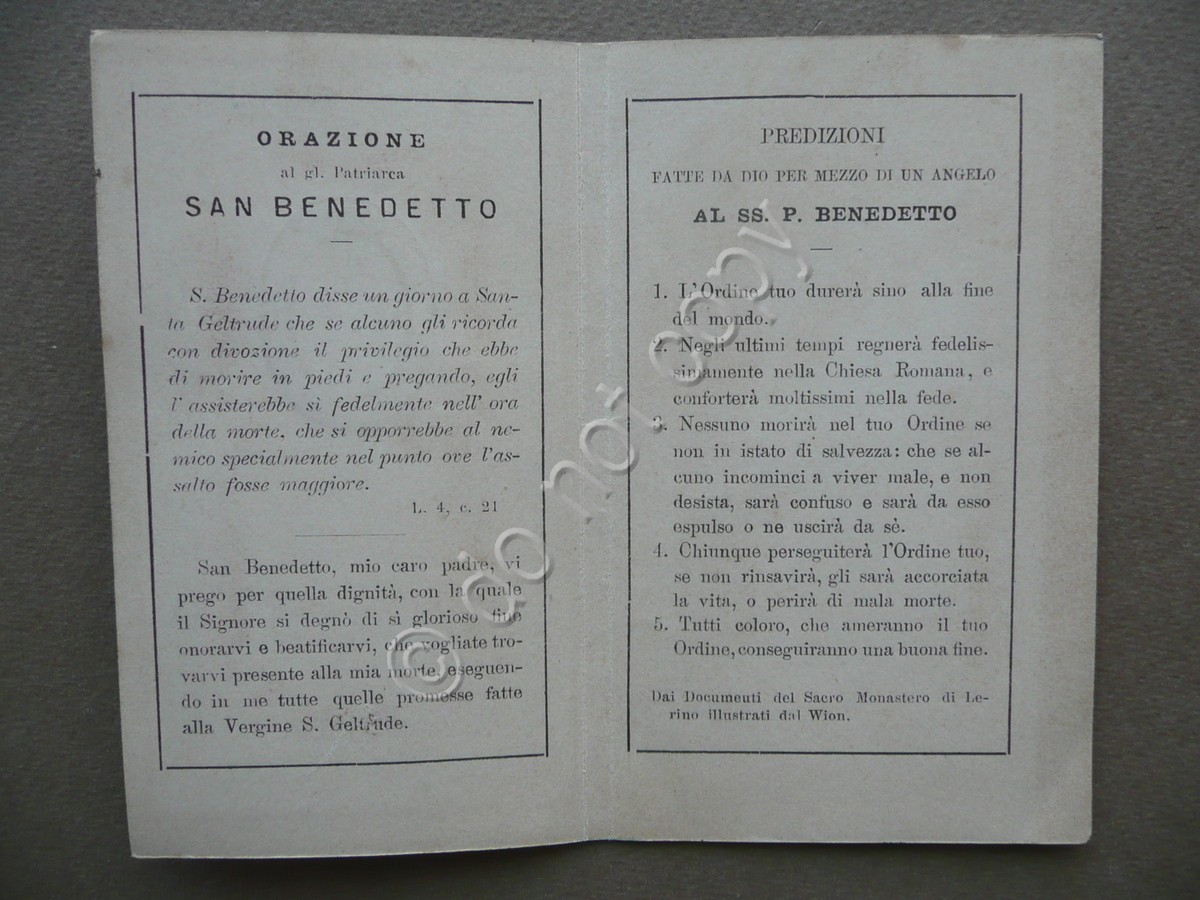 ORAZIONE
al gl. Patriarca
SAN BENEDETTO
S. Benedetto disse un giorno a San-
ta Geltrude che se alcuno gli ricorda
con divozione il privilegio che ebbe
di morire in piedi e pregando, egli
l'assisterebbe sì fedelmente nell' ora
della morte, che si opporrebbe al ne-
mico specialmente nel punto ove l'as-
salto fosse maggiore.
L. 4, c. 21
San Benedetto, mio caro padre, vi
prego per quella dignità, con la quale
il Signore si degnò di sì glorioso fine
onorarvi e beatificarvi, che vogliate tro-
varvi presente alla mia morte, eseguen-
do in me tutte quelle promesse fatte
alla Vergine S. Geltrude.
PREDIZIONI
FATTE DA DIO PER MEZZO DI UN ANGELO
AL SS. P. BENEDETTO
1. L'Ordine tuo durerà sino alla fine
del mondo.
2. Negli ultimi tempi regnerà fedelis-
simamente nella Chiesa Romana, e
conforterà moltissimi nella fede.
3. Nessuno morirà nel tuo Ordine se
non in istato di salvezza: che se al-
cuno incominci a viver male, e non
desista, sarà confuso e sarà da esso
espulso o ne uscirà da sè.
4. Chiunque perseguiterà l'Ordine tuo,
se non rinsavirà, gli sarà accorciata
la vita, o perirà di mala morte.
5. Tutti coloro, che ameranno il tuo
Ordine, conseguiranno una buona fine.
Dai Documenti del Sacro Monastero di Le-
rino illustrati dal Wion.
© do not copy